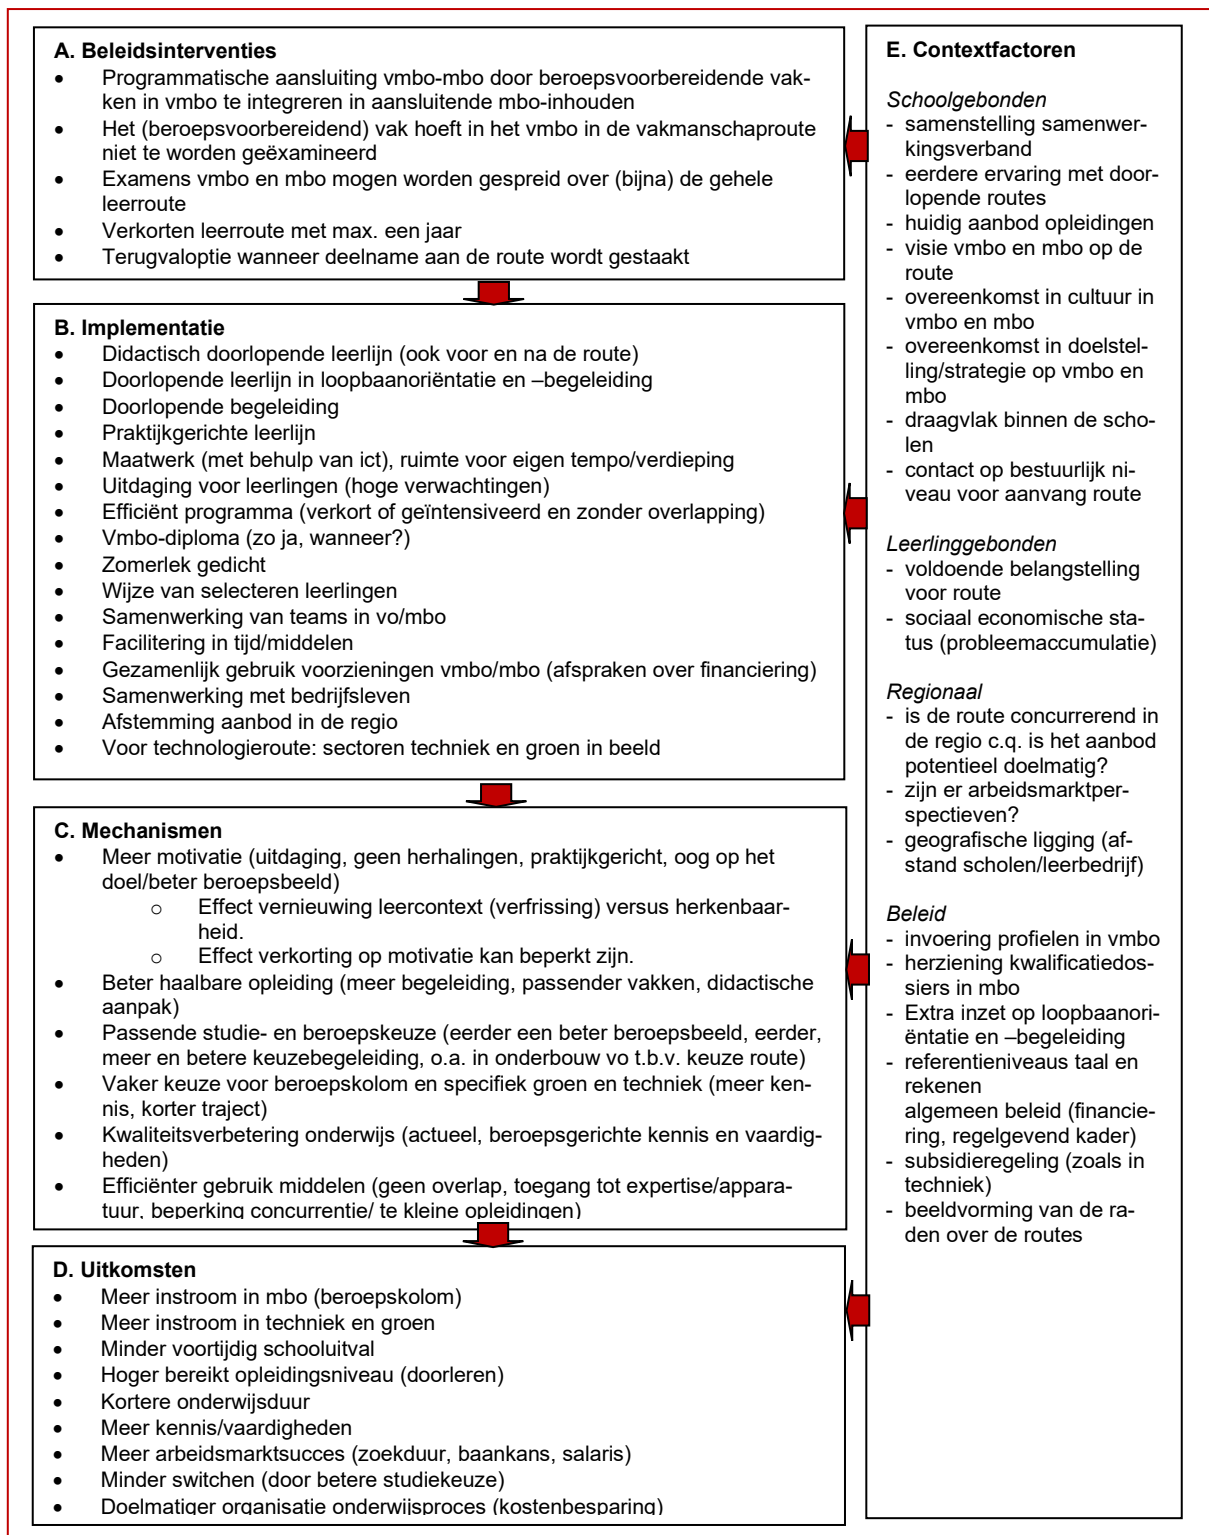 A. Beleidsinterventies
• Programmatische aansluiting vmbo-mbo door beroepsvoorbereidende vak-
ken in vmbo te integreren in aansluitende mbo-inhouden
• Het (beroepsvoorbereidend) vak hoeft in het vmbo in de vakmanschaproute
niet te worden geëxamineerd
• Examens vmbo en mbo mogen worden gespreid over (bijna) de gehele
leerroute
• Verkorten leerroute met max. een jaar
• Terugvaloptie wanneer deelname aan de route wordt gestaakt
B. Implementatie
• Didactisch doorlopende leerlijn (ook voor en na de route)
• Doorlopende leerlijn in loopbaanoriëntatie en –begeleiding
• Doorlopende begeleiding
• Praktijkgerichte leerlijn
• Maatwerk (met behulp van ict), ruimte voor eigen tempo/verdieping
• Uitdaging voor leerlingen (hoge verwachtingen)
• Efficiënt programma (verkort of geïntensiveerd en zonder overlapping)
• Vmbo-diploma (zo ja, wanneer?)
• Zomerlek gedicht
• Wijze van selecteren leerlingen
• Samenwerking van teams in vo/mbo
• Facilitering in tijd/middelen
• Gezamenlijk gebruik voorzieningen vmbo/mbo (afspraken over financiering)
• Samenwerking met bedrijfsleven
• Afstemming aanbod in de regio
• Voor technologieroute: sectoren techniek en groen in beeld
C. Mechanismen
• Meer motivatie (uitdaging, geen herhalingen, praktijkgericht, oog op het
doel/beter beroepsbeeld)
o Effect vernieuwing leercontext (verfrissing) versus herkenbaar-
heid.
o Effect verkorting op motivatie kan beperkt zijn.
• Beter haalbare opleiding (meer begeleiding, passender vakken, didactische
aanpak)
• Passende studie- en beroepskeuze (eerder een beter beroepsbeeld, eerder,
meer en betere keuzebegeleiding, o.a. in onderbouw vo t.b.v. keuze route)
• Vaker keuze voor beroepskolom en specifiek groen en techniek (meer ken-
nis, korter traject)
• Kwaliteitsverbetering onderwijs (actueel, beroepsgerichte kennis en vaardig-
heden)
• Efficiënter gebruik middelen (geen overlap, toegang tot expertise/appara-
tuur, beperking concurrentie/ te kleine opleidingen)
D. Uitkomsten
• Meer instroom in mbo (beroepskolom)
• Meer instroom in techniek en groen
• Minder voortijdig schooluitval
• Hoger bereikt opleidingsniveau (doorleren)
• Kortere onderwijsduur
• Meer kennis/vaardigheden
• Meer arbeidsmarktsucces (zoekduur, baankans, salaris)
• Minder switchen (door betere studiekeuze)
• Doelmatiger organisatie onderwijsproces (kostenbesparing)
E. Contextfactoren
Schoolgebonden
- samenstelling samenwer-
kingsverband
- eerdere ervaring met door-
lopende routes
- huidig aanbod opleidingen
- visie vmbo en mbo op de
route
- overeenkomst in cultuur in
vmbo en mbo
- overeenkomst in doelstel-
ling/strategie op vmbo en
mbo
- draagvlak binnen de scho-
len
- contact op bestuurlijk ni-
veau voor aanvang route
Leerlinggebonden
- voldoende belangstelling
voor route
- sociaal economische sta-
tus (probleemaccumulatie)
Regionaal
- is de route concurrerend in
de regio c.q. is het aanbod
potentieel doelmatig?
- zijn er arbeidsmarktper-
spectieven?
- geografische ligging (af-
stand scholen/leerbedrijf)
Beleid
- invoering profielen in vmbo
- herziening kwalificatiedos-
siers in mbo
- Extra inzet op loopbaanori-
ëntatie en –begeleiding
- referentieniveaus taal en
rekenen
algemeen beleid (financie-
ring, regelgevend kader)
- subsidieregeling (zoals in
techniek)
- beeldvorming van de ra-
den over de routes